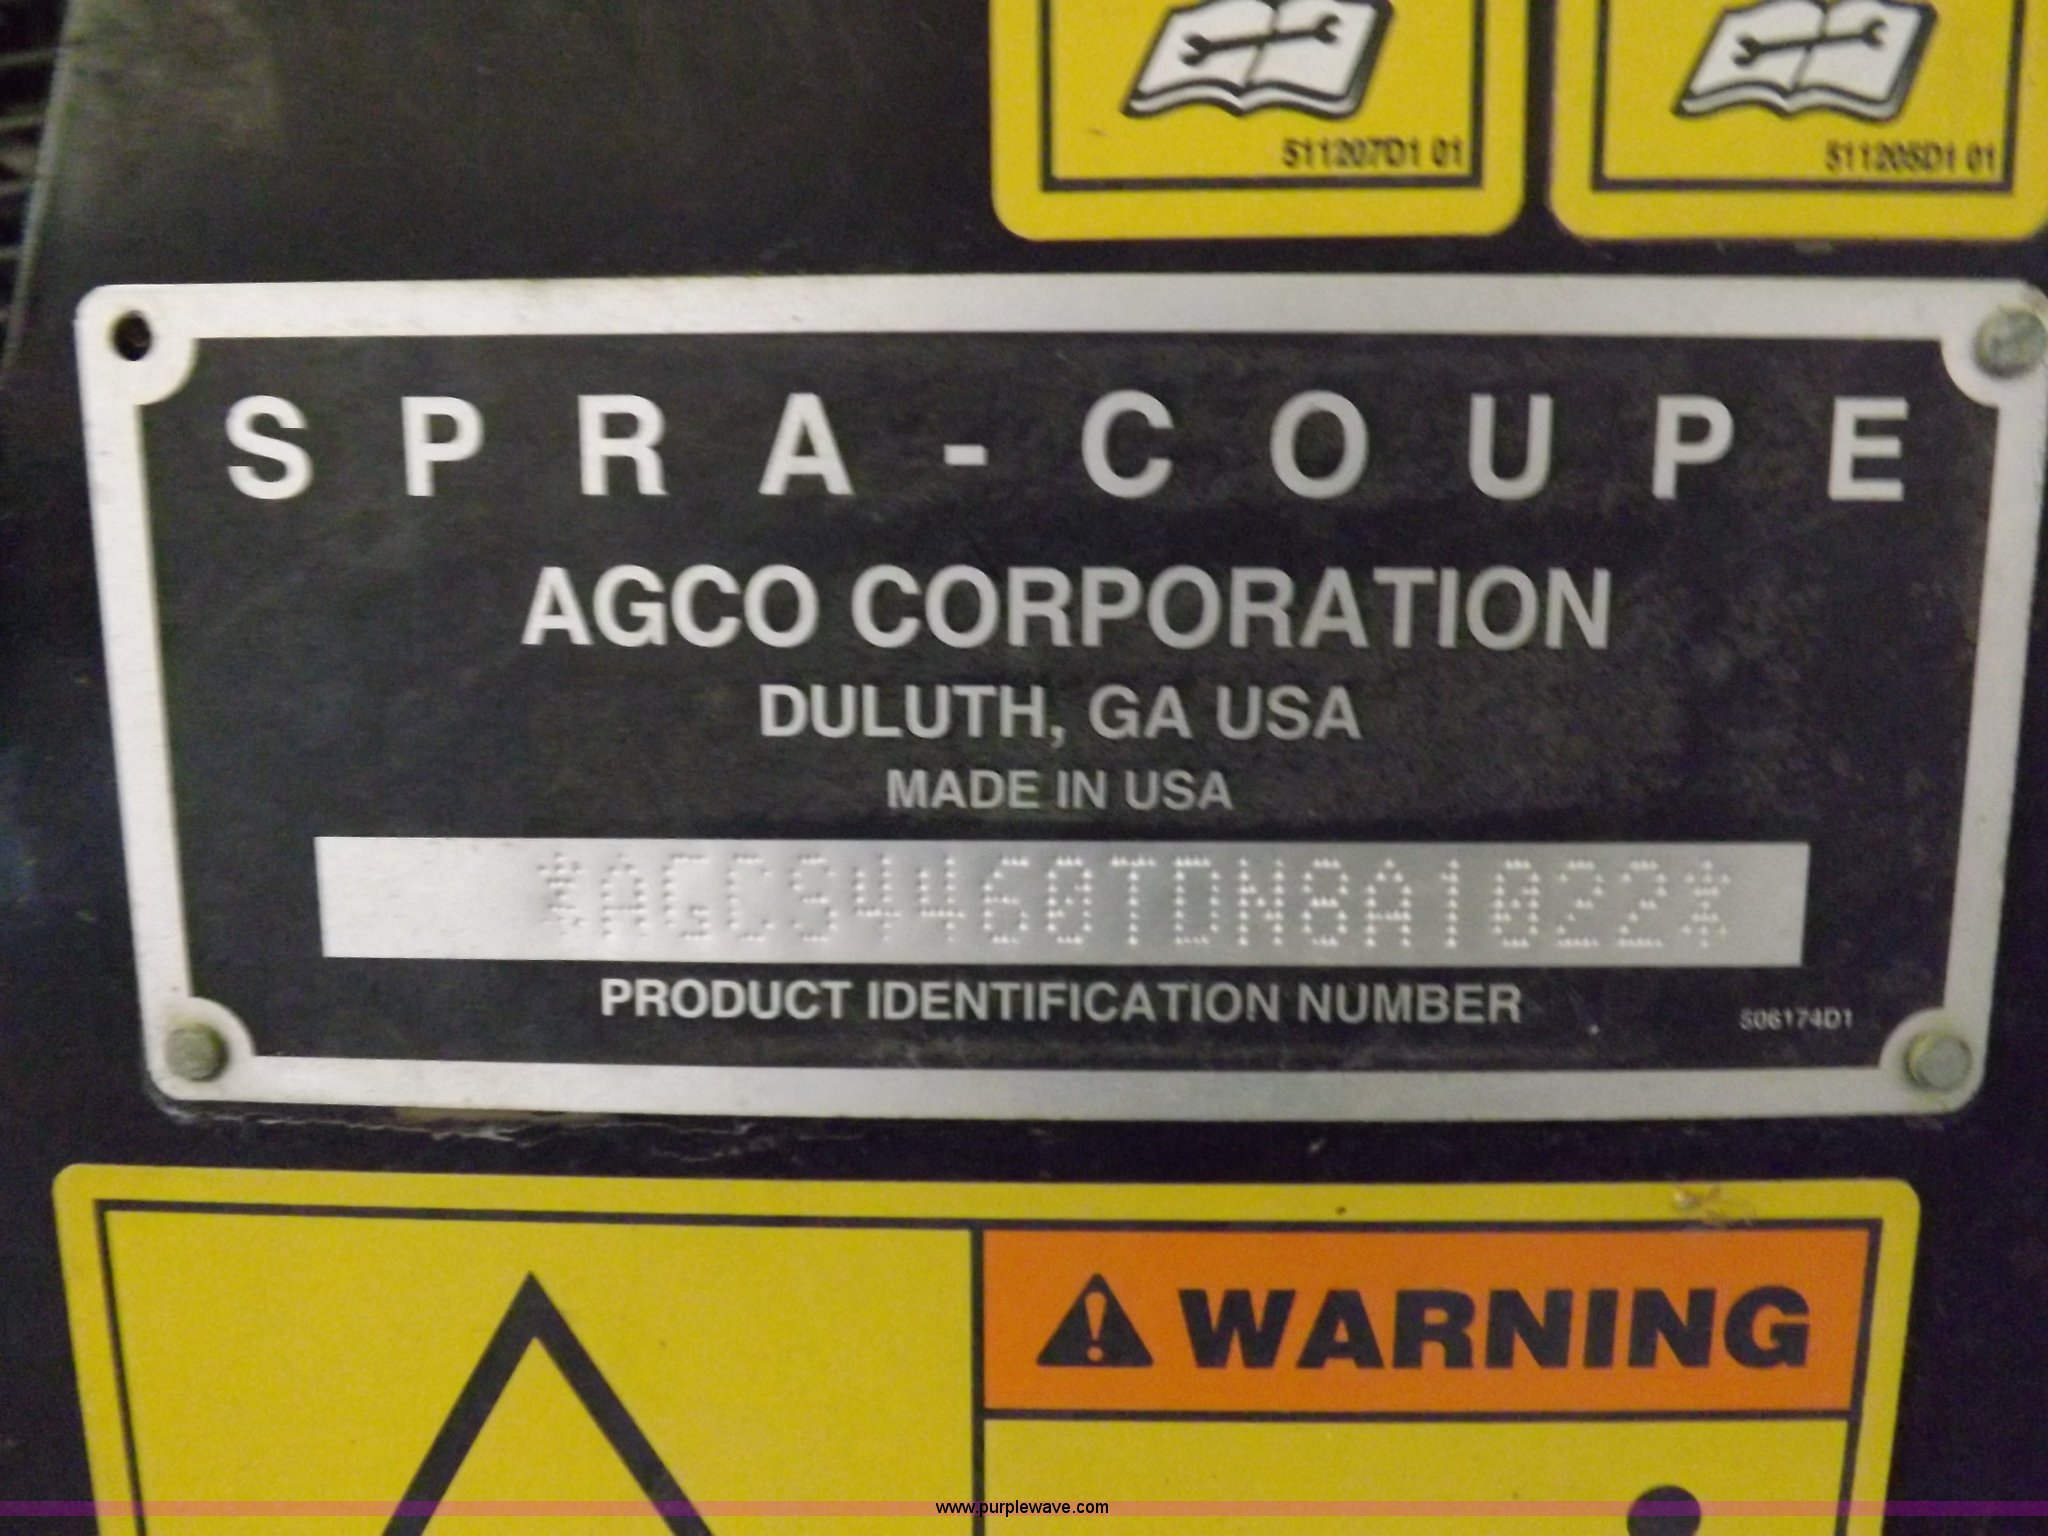 511207D1 01
511208D1 01
SPRA-COUPE
AGCO CORPORATION
DULUTH, GA USA
MADE IN USA
*AGCS4460TDN8A1022*
PRODUCT IDENTIFICATION NUMBER
506174D1
WARNING
www.purplewave.com